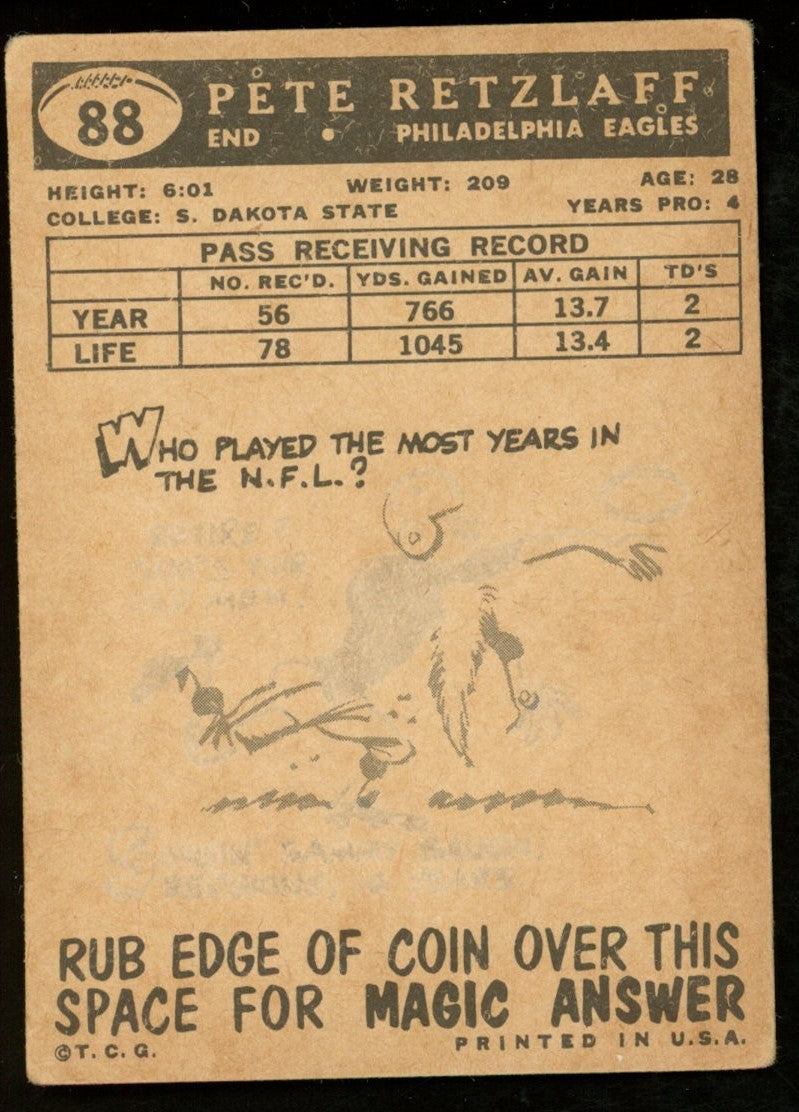 88
PETE RETZLAFF
END • PHILADELPHIA EAGLES
HEIGHT: 6:01 WEIGHT: 209 AGE: 28
COLLEGE: S. DAKOTA STATE YEARS PRO: 4
PASS RECEIVING RECORD
NO. REC'D. YDS. GAINED AV. GAIN TD'S
YEAR 56 766 13.7 2
LIFE 78 1045 13.4 2
WHO PLAYED THE MOST YEARS IN
THE N.F.L.?
RUB EDGE OF COIN OVER THIS
SPACE FOR MAGIC ANSWER
©T.C.G. PRINTED IN U.S.A.